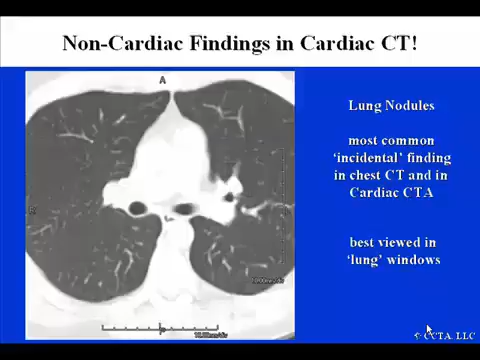 Non-Cardiac Findings in Cardiac CT!
A
Lung Nodules
most common
'incidental' finding
in chest CT and in
Cardiac CTA
best viewed in
'lung' windows
© CCTA, LLC